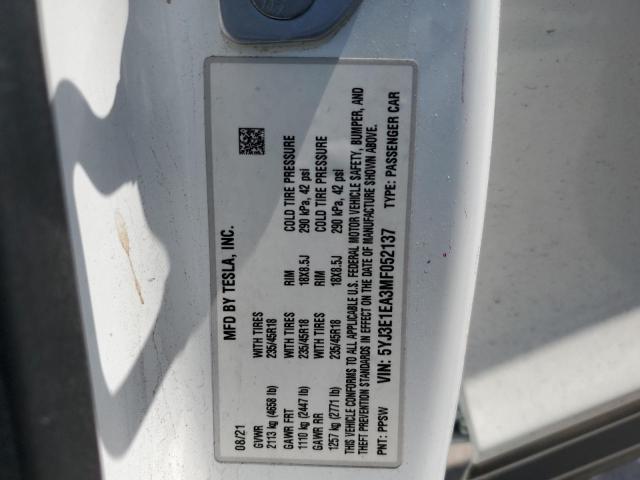 MFD BY TESLA, INC.
08/21
GVWR WITH TIRES RIM COLD TIRE PRESSURE
2113 kg (4658 lb) 235/45R18 18X8.5J 290 kPa, 42 psi
GAWR FRT WITH TIRES RIM COLD TIRE PRESSURE
1110 kg (2447 lb) 235/45R18 18X8.5J 290 kPa, 42 psi
GAWR RR
1257 kg (2771 lb) 235/45R18
THIS VEHICLE CONFORMS TO ALL APPLICABLE U.S. FEDERAL MOTOR VEHICLE SAFETY, BUMPER, AND
THEFT PREVENTION STANDARDS IN EFFECT ON THE DATE OF MANUFACTURE SHOWN ABOVE.
VIN: 5YJ3E1EA3MF052137 TYPE: PASSENGER CAR
PNT: PPSW